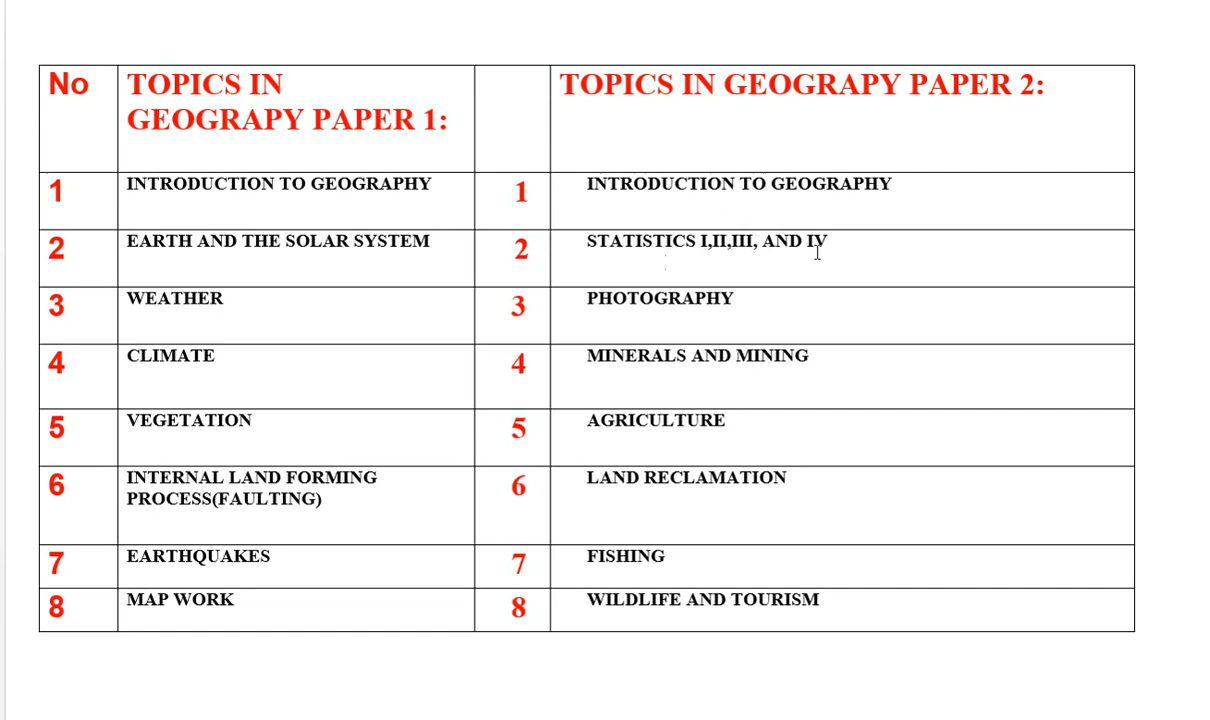 No
TOPICS IN
GEOGRAPY PAPER 1:
TOPICS IN GEOGRAPY PAPER 2:
1
INTRODUCTION TO GEOGRAPHY
1
INTRODUCTION TO GEOGRAPHY
2
EARTH AND THE SOLAR SYSTEM
2
STATISTICS I,II,III, AND IV
3
WEATHER
3
PHOTOGRAPHY
4
CLIMATE
4
MINERALS AND MINING
5
VEGETATION
5
AGRICULTURE
6
INTERNAL LAND FORMING
PROCESS(FAULTING)
6
LAND RECLAMATION
7
EARTHQUAKES
7
FISHING
8
MAP WORK
8
WILDLIFE AND TOURISM